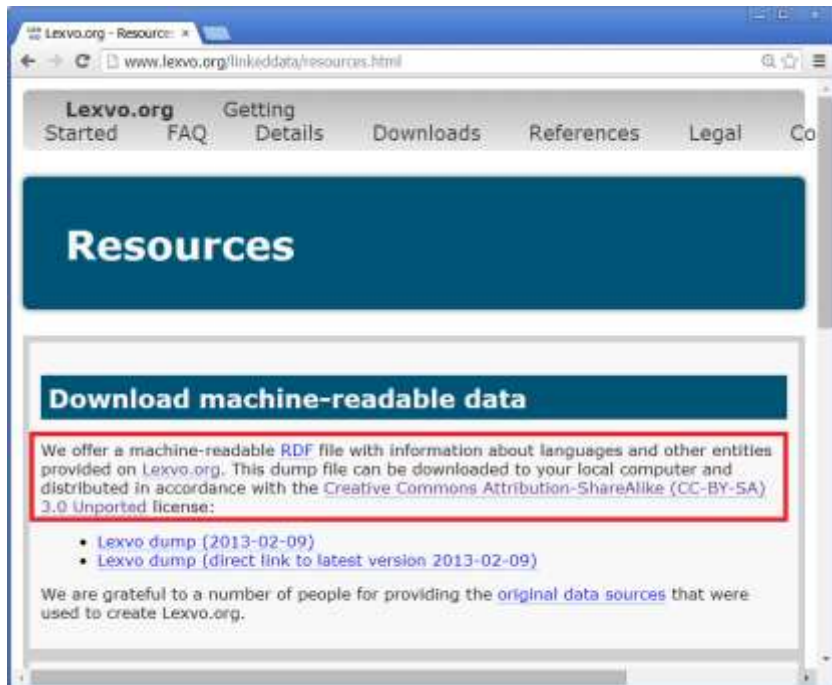 Lexvo.org - Resource
www.lexvo.org/linkeddata/resources.html
Lexvo.org Getting
Started FAQ Details Downloads References Legal Co
Resources
Download machine-readable data
We offer a machine-readable RDF file with information about languages and other entities
provided on Lexvo.org. This dump file can be downloaded to your local computer and
distributed in accordance with the Creative Commons Attribution-ShareAlike (CC-BY-SA)
3.0 Unported license:
• Lexvo dump (2013-02-09)
• Lexvo dump (direct link to latest version 2013-02-09)
We are grateful to a number of people for providing the original data sources that were
used to create Lexvo.org.